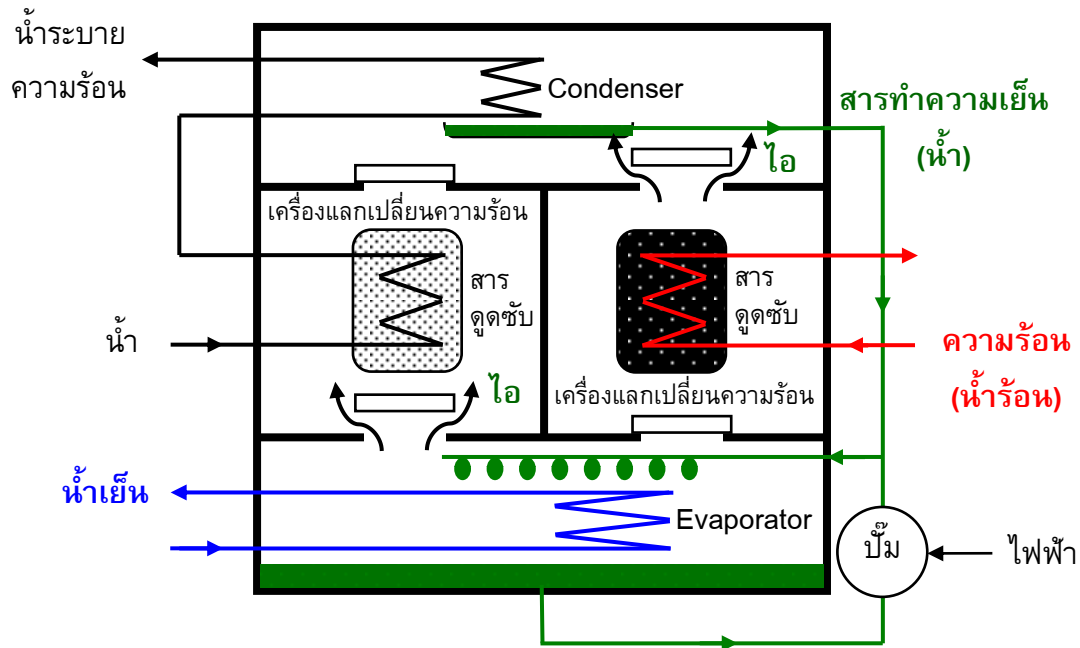 น้ำระบาย
ความร้อน
Condenser
สารทำความเย็น
(น้ำ)
ไอ
เครื่องแลกเปลี่ยนความร้อน
สาร
ดูดซับ
สาร
ดูดซับ
น้ำ
ความร้อน
(น้ำร้อน)
ไอ
เครื่องแลกเปลี่ยนความร้อน
น้ำเย็น
Evaporator
ปั๊ม
ไฟฟ้า